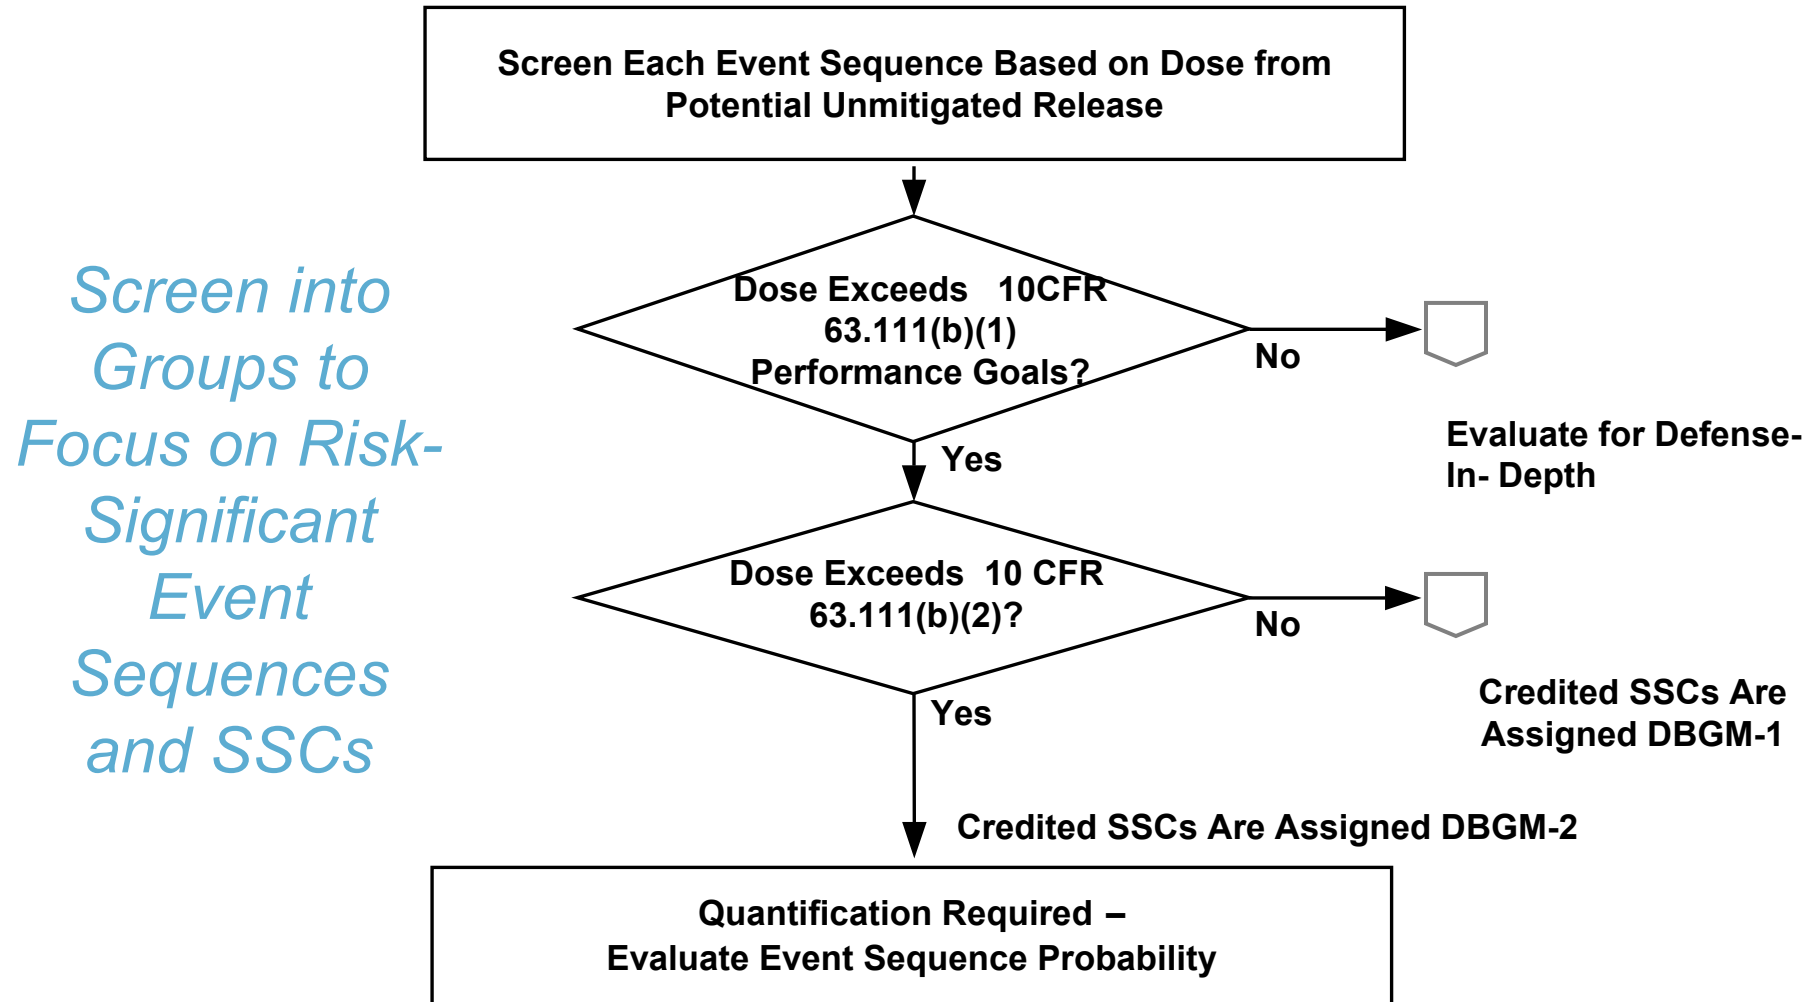 Screen Each Event Sequence Based on Dose from
Potential Unmitigated Release
Screen into
Groups to
Focus on Risk-
Significant
Event
Sequences
and SSCs
Dose Exceeds 10CFR
63.111(b)(1)
Performance Goals?
No
Evaluate for Defense-
In- Depth
Yes
Dose Exceeds 10 CFR
63.111(b)(2)?
No
Credited SSCs Are
Assigned DBGM-1
Yes
Credited SSCs Are Assigned DBGM-2
Quantification Required –
Evaluate Event Sequence Probability